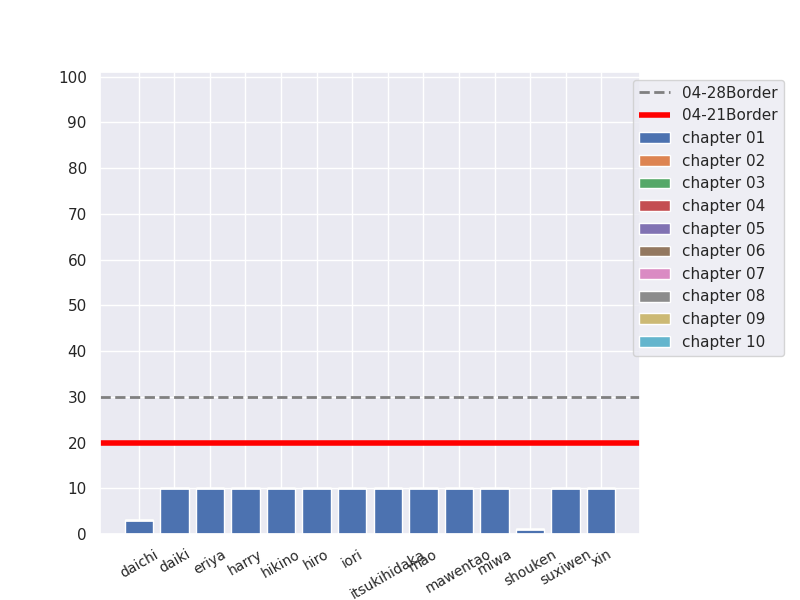 100
90
80
70
60
50
40
30
20
10
0
04-28Border
04-21Border
chapter 01
chapter 02
chapter 03
chapter 04
chapter 05
chapter 06
chapter 07
chapter 08
chapter 09
chapter 10
daichi
daiki
eriya
harry
hikino
hiro
iori
itsukihidaka
mao
mawentao
miwa
shouken
suxiwen
xin